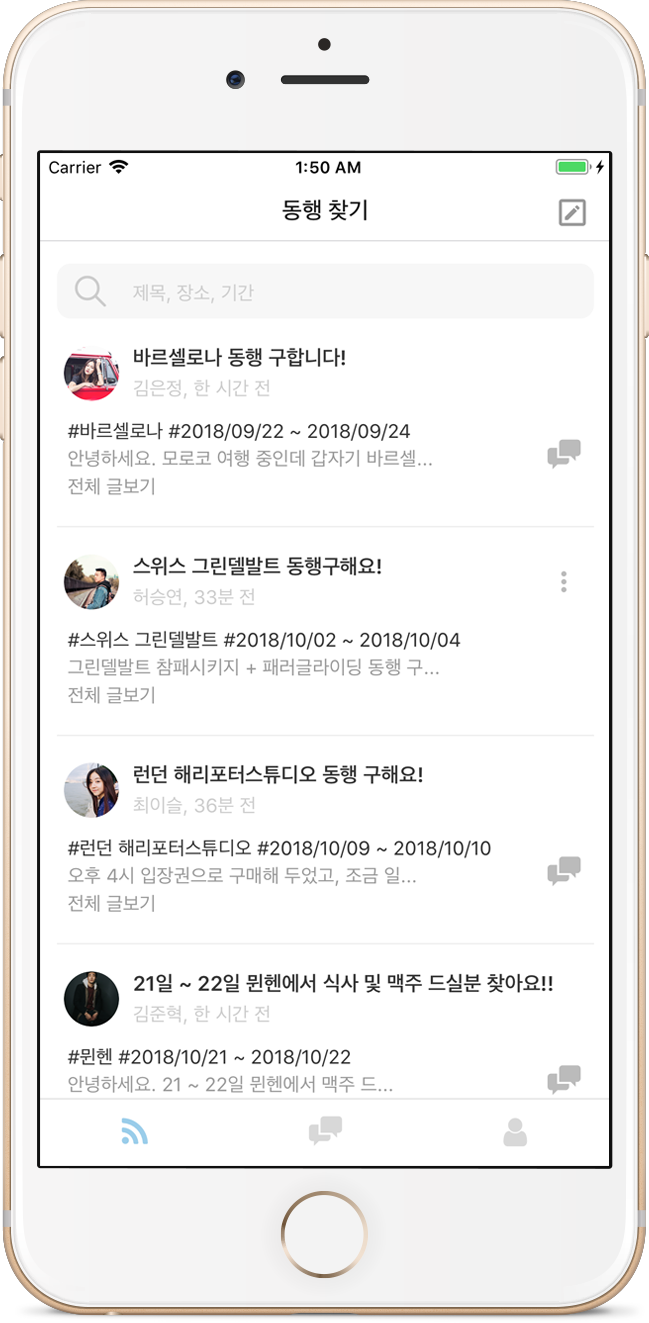 Carrier 1:50 AM
동행 찾기
제목, 장소, 기간
바르셀로나 동행 구합니다!
김은정, 한 시간 전
#바르셀로나 #2018/09/22 ~ 2018/09/24
안녕하세요. 모로코 여행 중인데 갑자기 바르셀...
전체 글보기
스위스 그린델발트 동행구해요!
허승연, 33분 전
#스위스 그린델발트 #2018/10/02 ~ 2018/10/04
그린델발트 참패시키지 + 패러글라이딩 동행 구...
전체 글보기
런던 해리포터스튜디오 동행 구해요!
최이슬, 36분 전
#런던 해리포터스튜디오 #2018/10/09 ~ 2018/10/10
오후 4시 입장권으로 구매해 두었고, 조금 일...
전체 글보기
21일 ~ 22일 뮌헨에서 식사 및 맥주 드실분 찾아요!!
김준혁, 한 시간 전
#뮌헨 #2018/10/21 ~ 2018/10/22
안녕하세요. 21 ~ 22일 뮌헨에서 맥주 드...